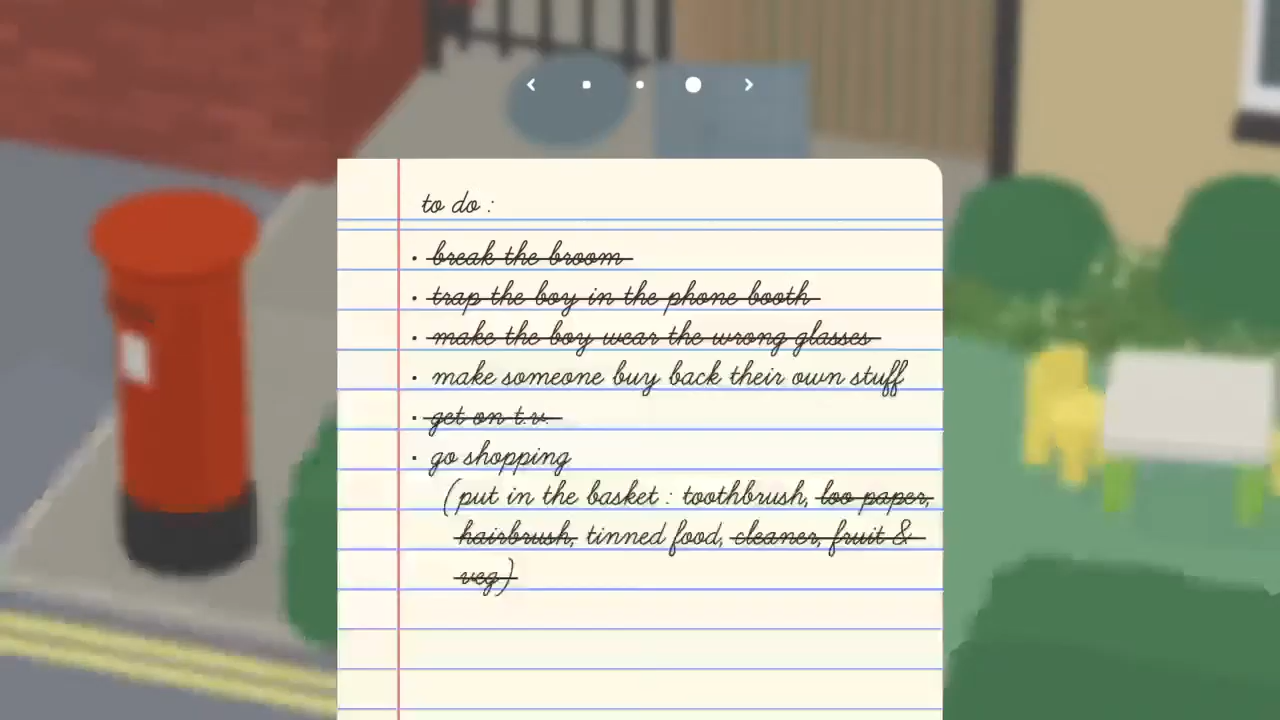 to do :
· break the broom
· trap the boy in the phone booth
· make the boy wear the wrong glasses
· make someone buy back their own stuff
· get on t.v.
· go shopping
(put in the basket : toothbrush, loo paper,
hairbrush, tinned food, cleaner, fruit &
veg)